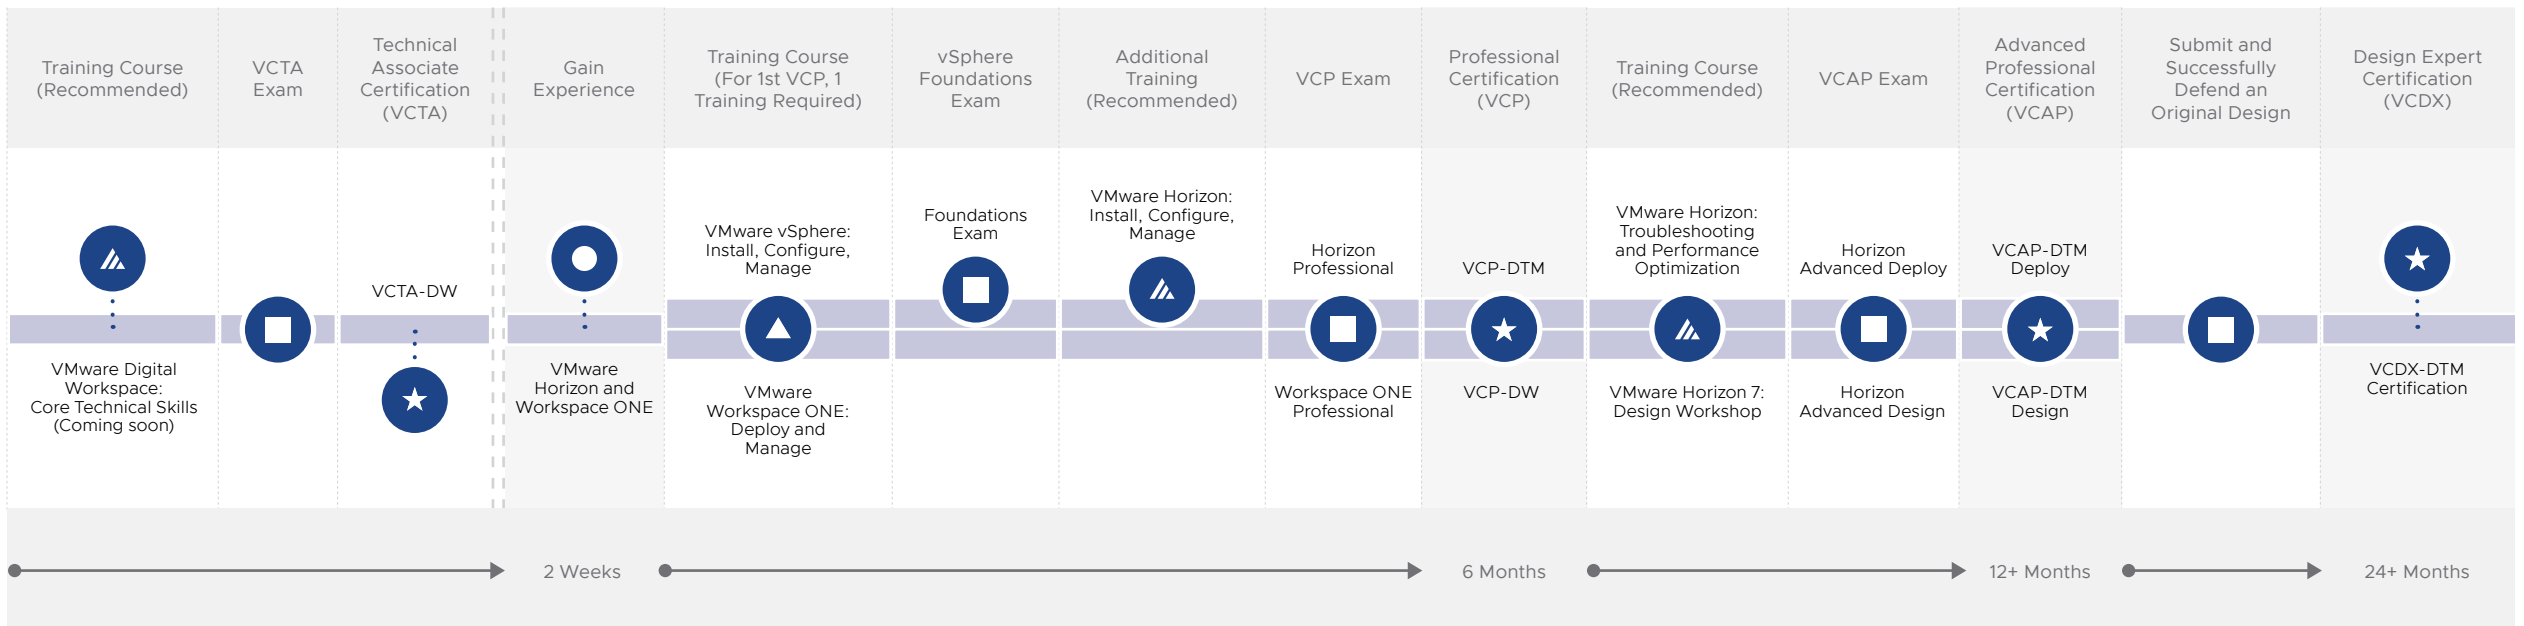 Training Course
(Recommended)
VCTA
Exam
Technical
Associate
Certification
(VCTA)
Gain
Experience
Training Course
(For 1st VCP, 1
Training Required)
vSphere
Foundations
Exam
Additional
Training
(Recommended)
VCP Exam
Professional
Certification
(VCP)
Training Course
(Recommended)
VCAP Exam
Advanced
Professional
Certification
(VCAP)
Submit and
Successfully
Defend an
Original Design
Design Expert
Certification
(VCDX)
VMware Digital
Workspace:
Core Technical Skills
(Coming soon)
VCTA-DW
VMware
Horizon and
Workspace ONE
VMware vSphere:
Install, Configure,
Manage
VMware
Workspace ONE:
Deploy and
Manage
Foundations
Exam
VMware Horizon:
Install, Configure,
Manage
Horizon
Professional
Workspace ONE
Professional
VCP-DTM
VCP-DW
VMware Horizon:
Troubleshooting
and Performance
Optimization
VMware Horizon 7:
Design Workshop
Horizon
Advanced Deploy
Horizon
Advanced Design
VCAP-DTM
Deploy
VCAP-DTM
Design
VCDX-DTM
Certification
2 Weeks
6 Months
12+ Months
24+ Months